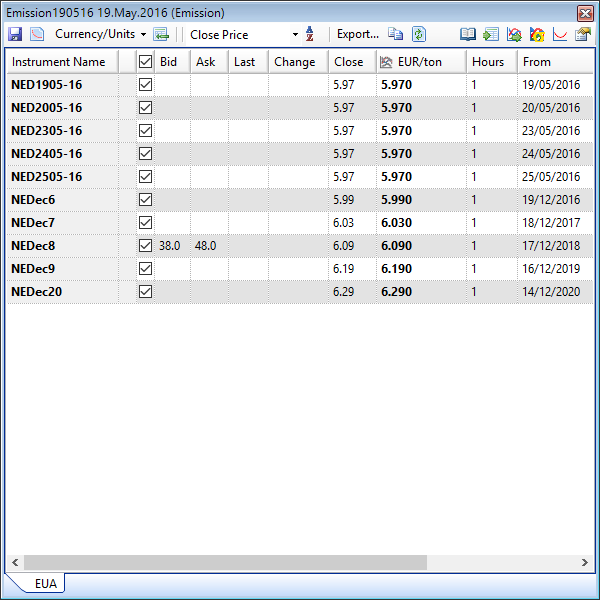 Emission190516 19.May.2016 (Emission)
Currency/Units Close Price Export...
Instrument Name Bid Ask Last Change Close EUR/ton Hours From
NED1905-16 5.97 5.970 1 19/05/2016
NED2005-16 5.97 5.970 1 20/05/2016
NED2305-16 5.97 5.970 1 23/05/2016
NED2405-16 5.97 5.970 1 24/05/2016
NED2505-16 5.97 5.970 1 25/05/2016
NEDec6 5.99 5.990 1 19/12/2016
NEDec7 6.03 6.030 1 18/12/2017
NEDec8 38.0 48.0 6.09 6.090 1 17/12/2018
NEDec9 6.19 6.190 1 16/12/2019
NEDec20 6.29 6.290 1 14/12/2020
EUA